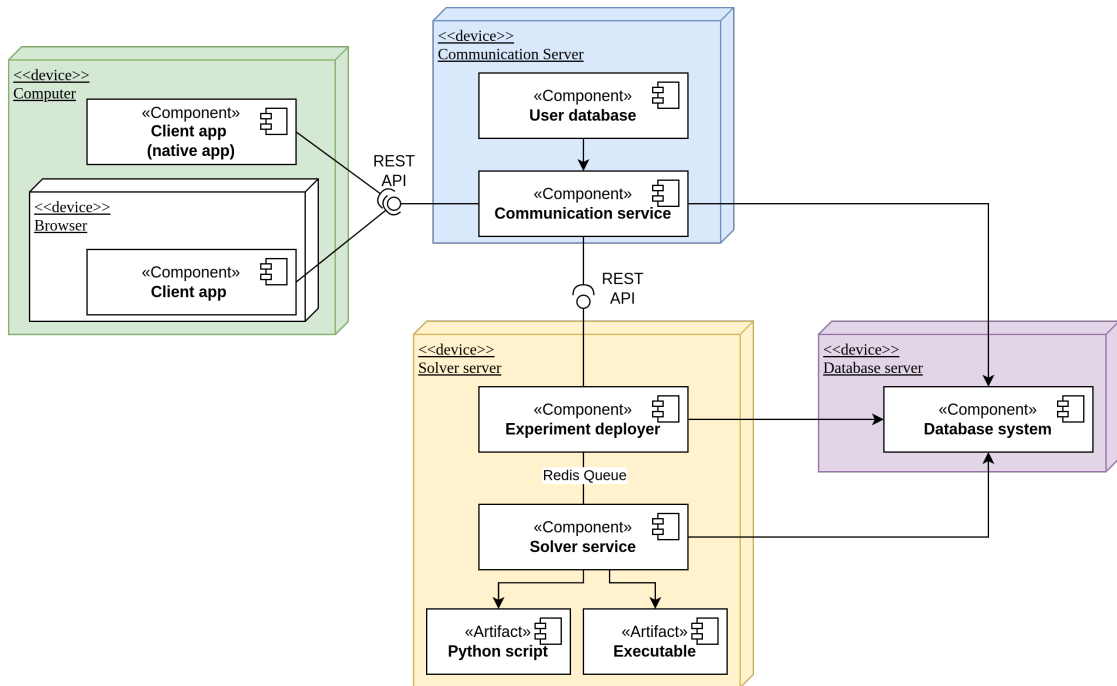 <<device>>
Computer
«Component»
Client app
(native app)
<<device>>
Browser
«Component»
Client app
REST
API
<<device>>
Communication Server
«Component»
User database
«Component»
Communication service
REST
API
<<device>>
Solver server
«Component»
Experiment deployer
Redis Queue
«Component»
Solver service
«Artifact»
Python script
«Artifact»
Executable
<<device>>
Database server
«Component»
Database system